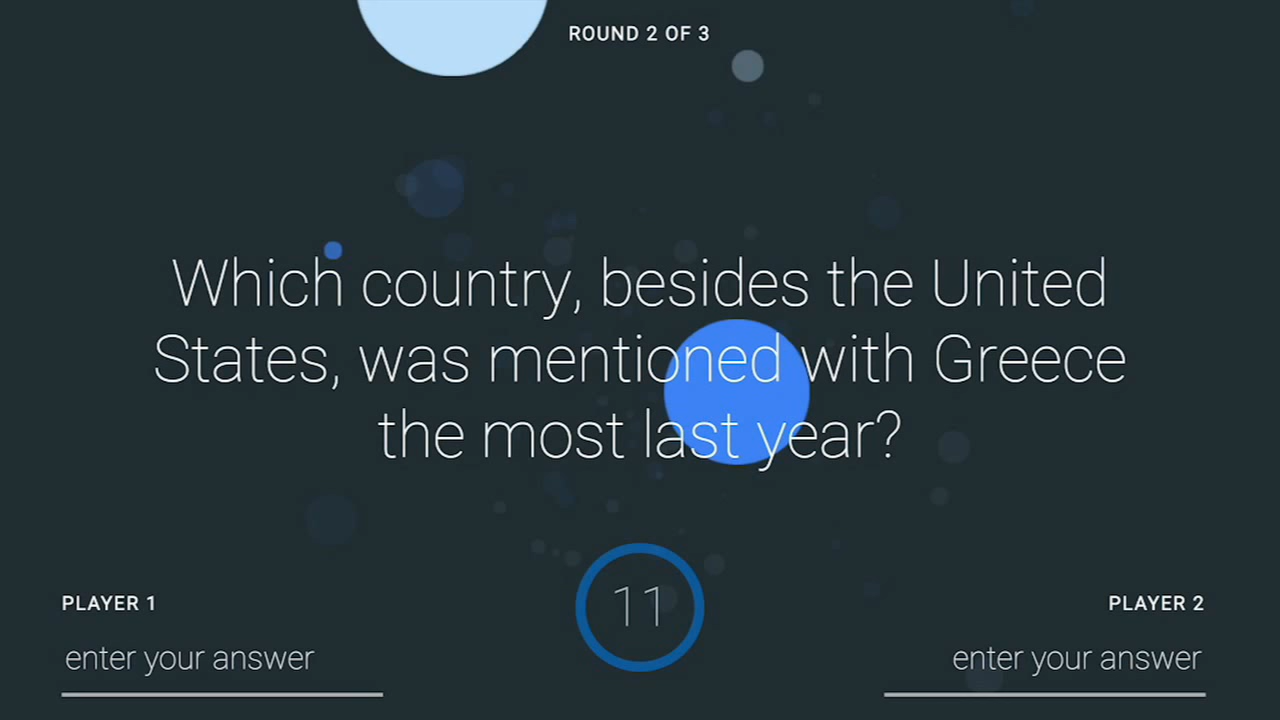 ROUND 2 OF 3
Which country, besides the United
States, was mentioned with Greece
the most last year?
11
PLAYER 1
PLAYER 2
enter your answer
enter your answer